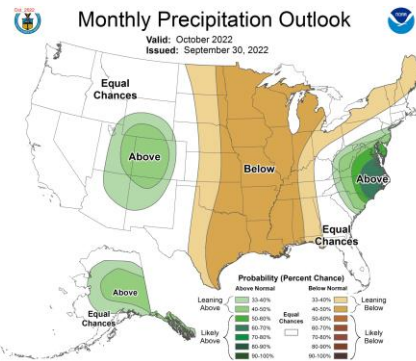 Monthly Precipitation Outlook
Valid: October 2022
Issued: September 30, 2022
Equal
Chances
Above
Below
Above
Equal
Chances
Above
Equal
Chances
Probability (Percent Chance)
Above Normal
Below Normal
Leaning
Above
33-40%
40-50%
50-60%
60-70%
70-80%
80-90%
90-100%
Likely
Above
Equal
Chances
33-40%
40-50%
50-60%
60-70%
70-80%
80-90%
90-100%
Leaning
Below
Likely
Below